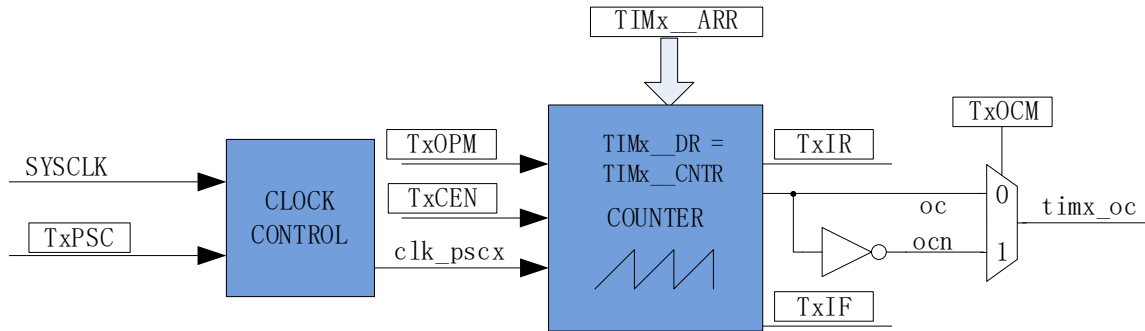 TIMx__ARR
TxOCM
TxOPM
TIMx__DR =
TIMx__CNTR
TxIR
SYSCLK
CLOCK
CONTROL
TxCEN
COUNTER
oc
0
timx_oc
TxPSC
clk_pscx
ocn
1
TxIF